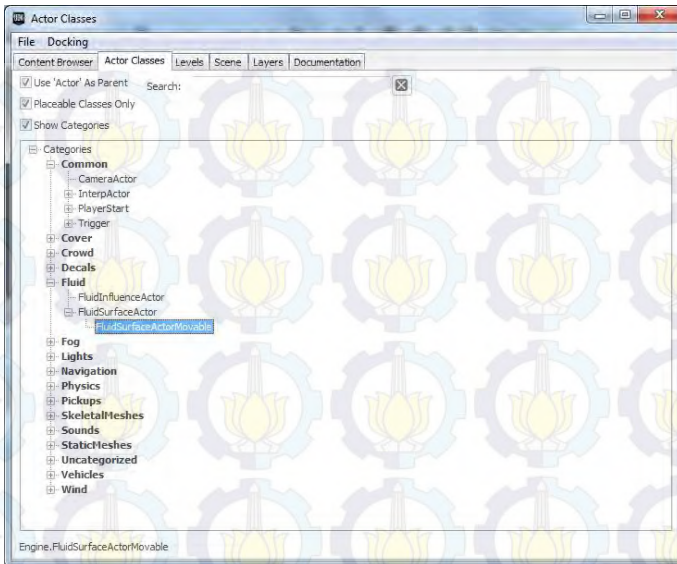 Actor Classes
File Docking
Content Browser Actor Classes Levels Scene Layers Documentation
Use 'Actor' As Parent Search:
Placeable Classes Only
Show Categories
Categories
Common
CameraActor
InterpActor
PlayerStart
Trigger
Cover
Crowd
Decals
Fluid
FluidInfluenceActor
FluidSurfaceActor
FluidSurfaceActorMovable
Fog
Lights
Navigation
Physics
Pickups
SkeletalMeshes
Sounds
StaticMeshes
Uncategorized
Vehicles
Wind
Engine.FluidSurfaceActorMovable